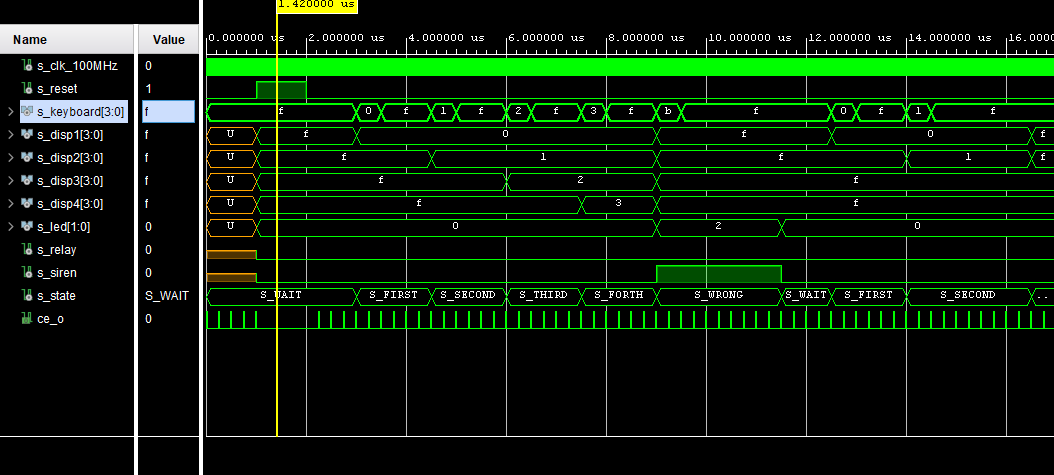 1.420000 us
Name Value 0.000000 us 2.000000 us 4.000000 us 6.000000 us 8.000000 us 10.000000 us 12.000000 us 14.000000 us 16.00000
s_clk_100MHz 0
s_reset 1
s_keyboard[3:0] f f 0 f 1 f 2 f 3 f b f 0 f 1 f
s_disp1[3:0] f U f 0 f 0 f
s_disp2[3:0] f U f 1 f 1 f
s_disp3[3:0] f U f 2 f
s_disp4[3:0] f U f 3 f
s_led[1:0] 0 U 0 2 0
s_relay 0
s_siren 0
s_state S_WAIT S_WAIT S_FIRST S_SECOND S_THIRD S_FORTH S_WRONG S_WAIT S_FIRST S_SECOND ...
ce_o 0